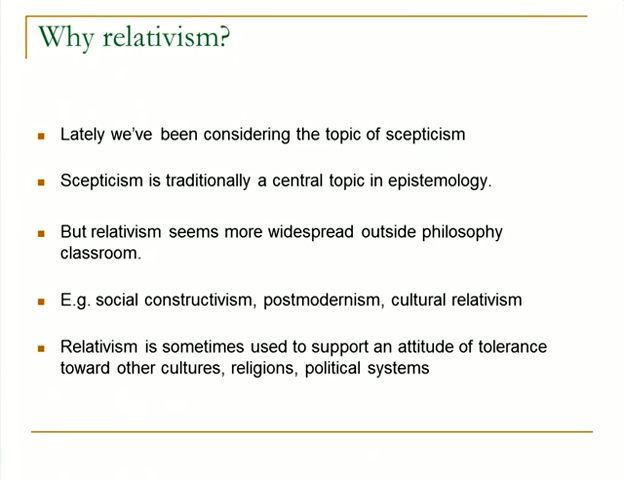 Why relativism?
Lately we've been considering the topic of scepticism
Scepticism is traditionally a central topic in epistemology.
But relativism seems more widespread outside philosophy
classroom.
E.g. social constructivism, postmodernism, cultural relativism
Relativism is sometimes used to support an attitude of tolerance
toward other cultures, religions, political systems